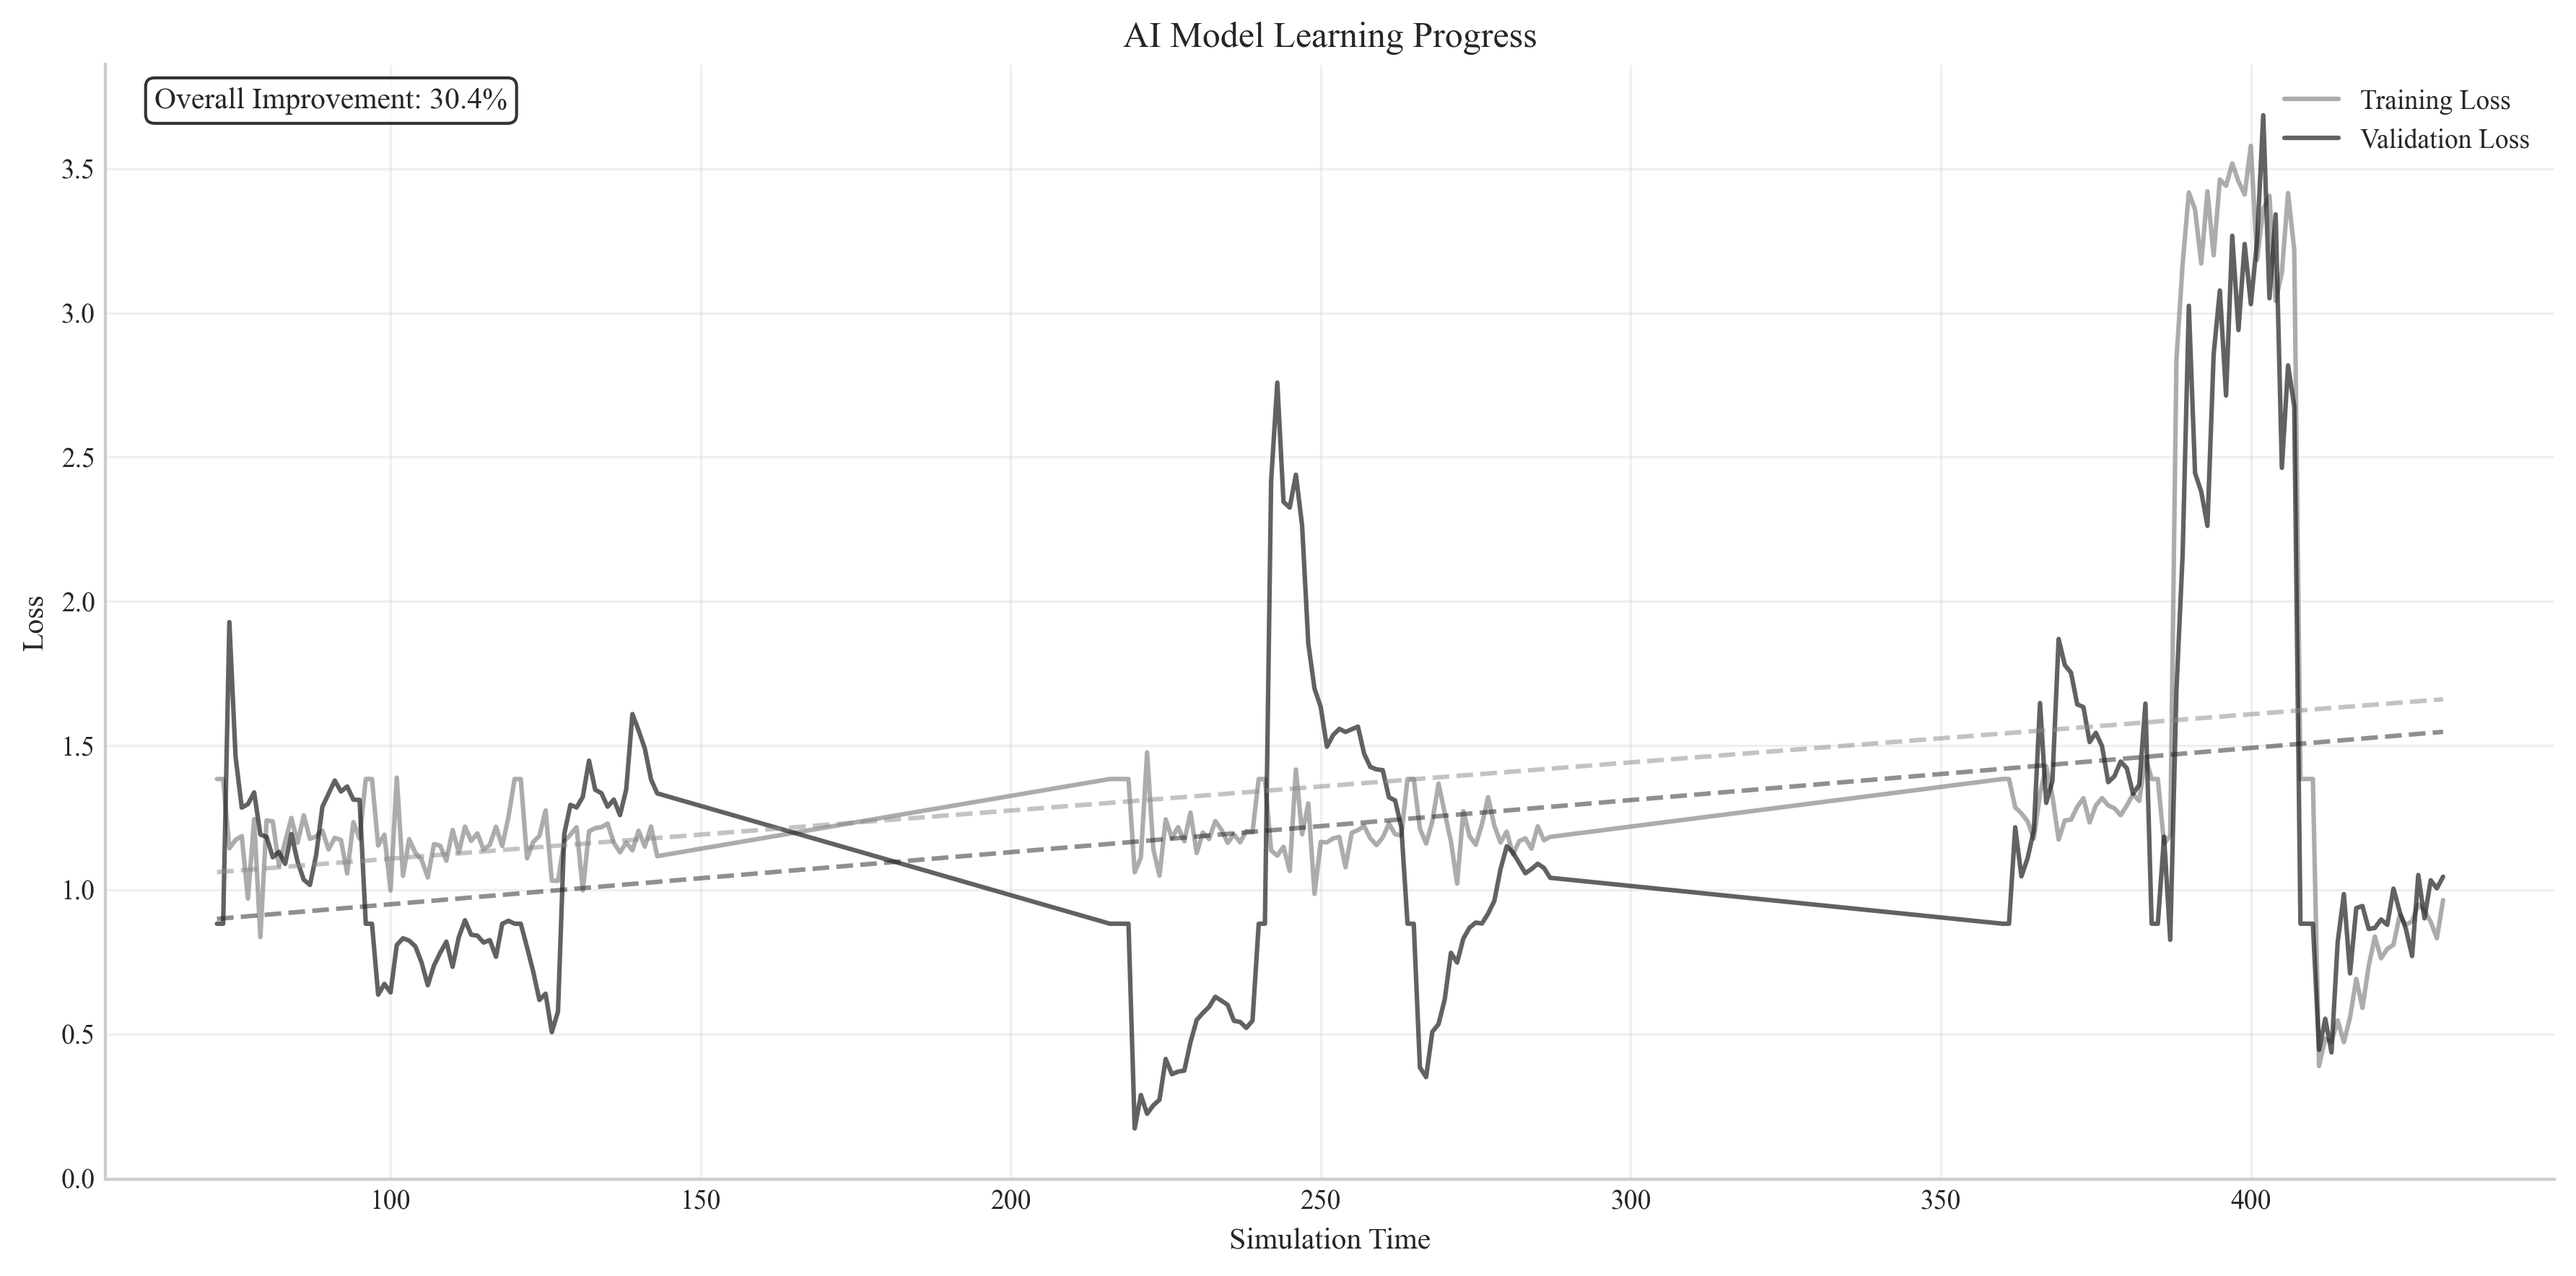 AI Model Learning Progress
Overall Improvement: 30.4%
Training Loss
Validation Loss
3.5
3.0
2.5
2.0
1.5
1.0
0.5
0.0
Loss
100
150
200
250
300
350
400
Simulation Time